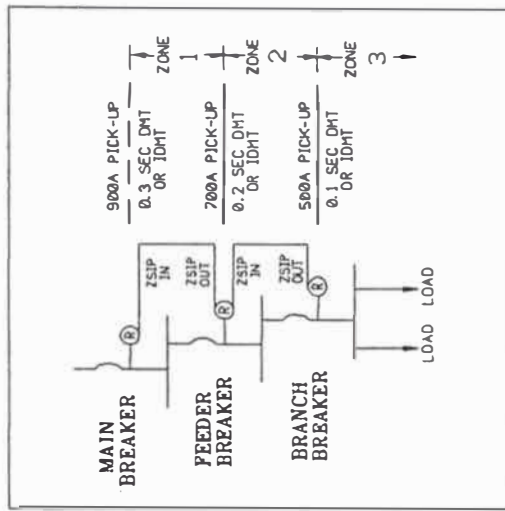 MAIN
BREAKER
ZSIP
IN
900A PICK-UP
0.3 SEC DMT
OR IDMT
ZONE
1
FEEDER
BREAKER
ZSIP
OUT
ZSIP
IN
700A PICK-UP
0.2 SEC DMT
OR IDMT
ZONE
2
BRANCH
BREAKER
ZSIP
OUT
500A PICK-UP
0.1 SEC DMT
OR IDMT
ZONE
3
R
R
R
LOAD
LOAD